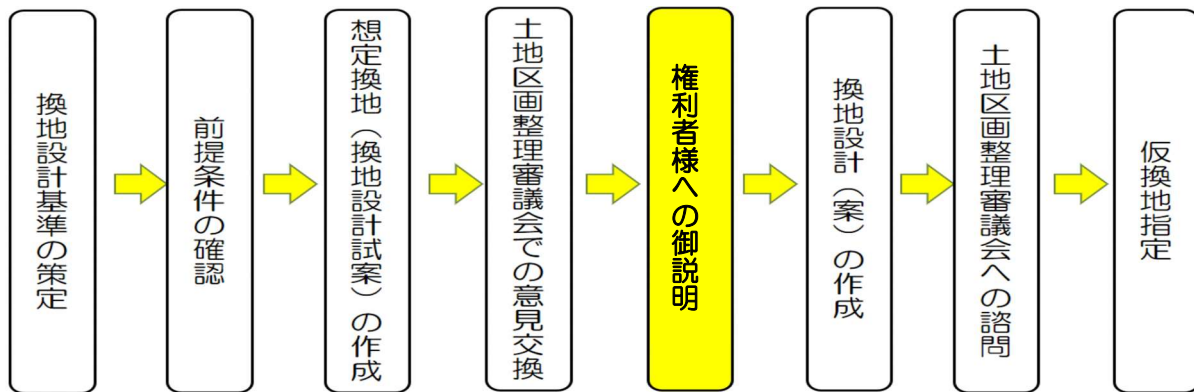 換地設計基準の策定
前提条件の確認
想定換地（換地設計試案）の作成
土地区画整理審議会での意見交換
権利者様への御説明
換地設計（案）の作成
土地区画整理審議会への諮問
仮換地指定